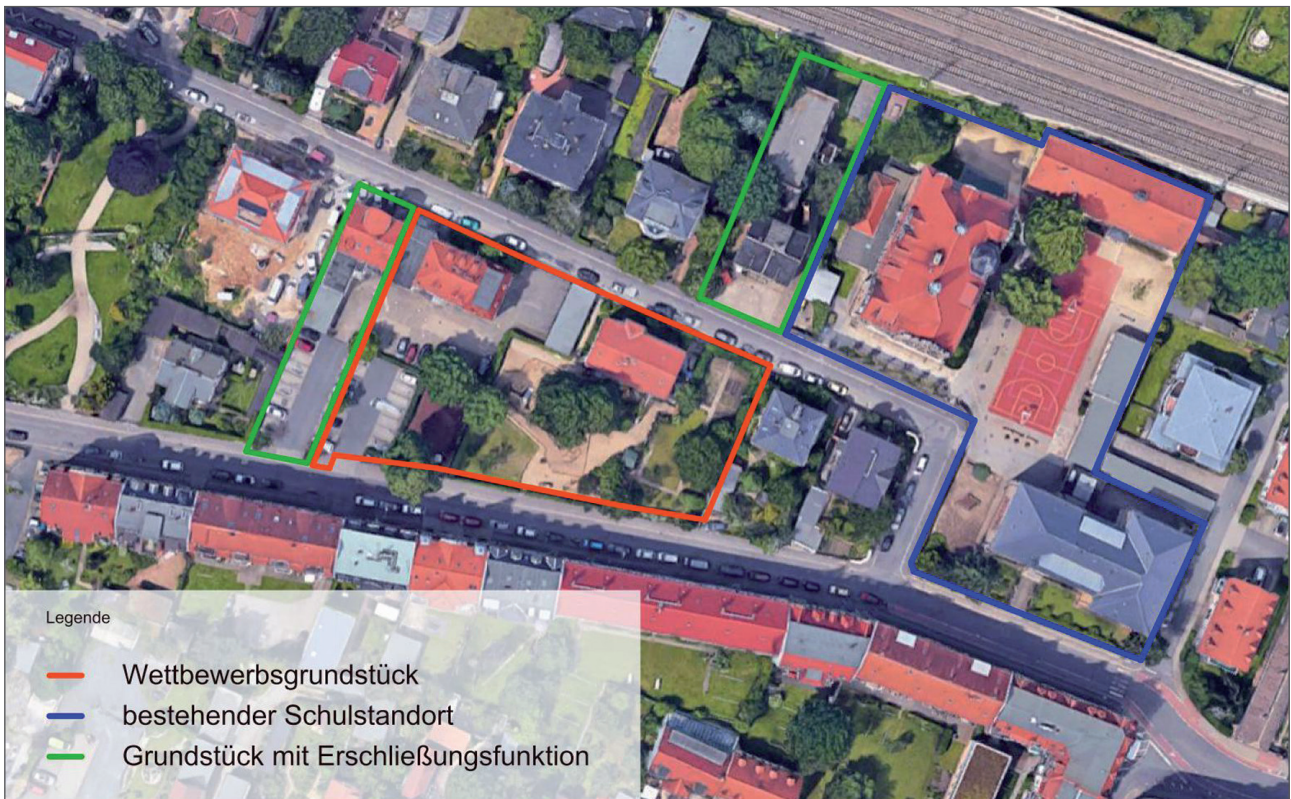 Legende
Wettbewerbsgrundstück
bestehender Schulstandort
Grundstück mit Erschließungsfunktion